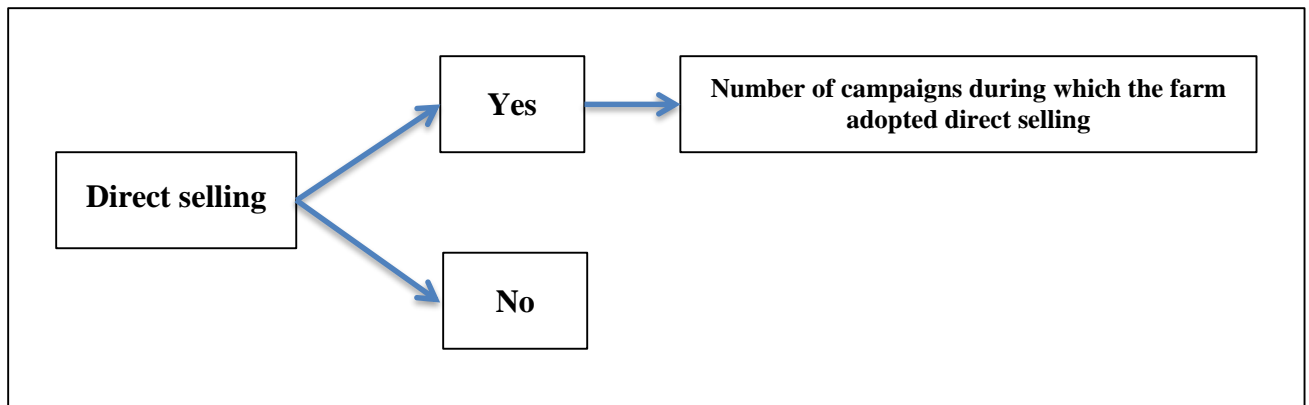 Direct selling
Yes
Number of campaigns during which the farm
adopted direct selling
No